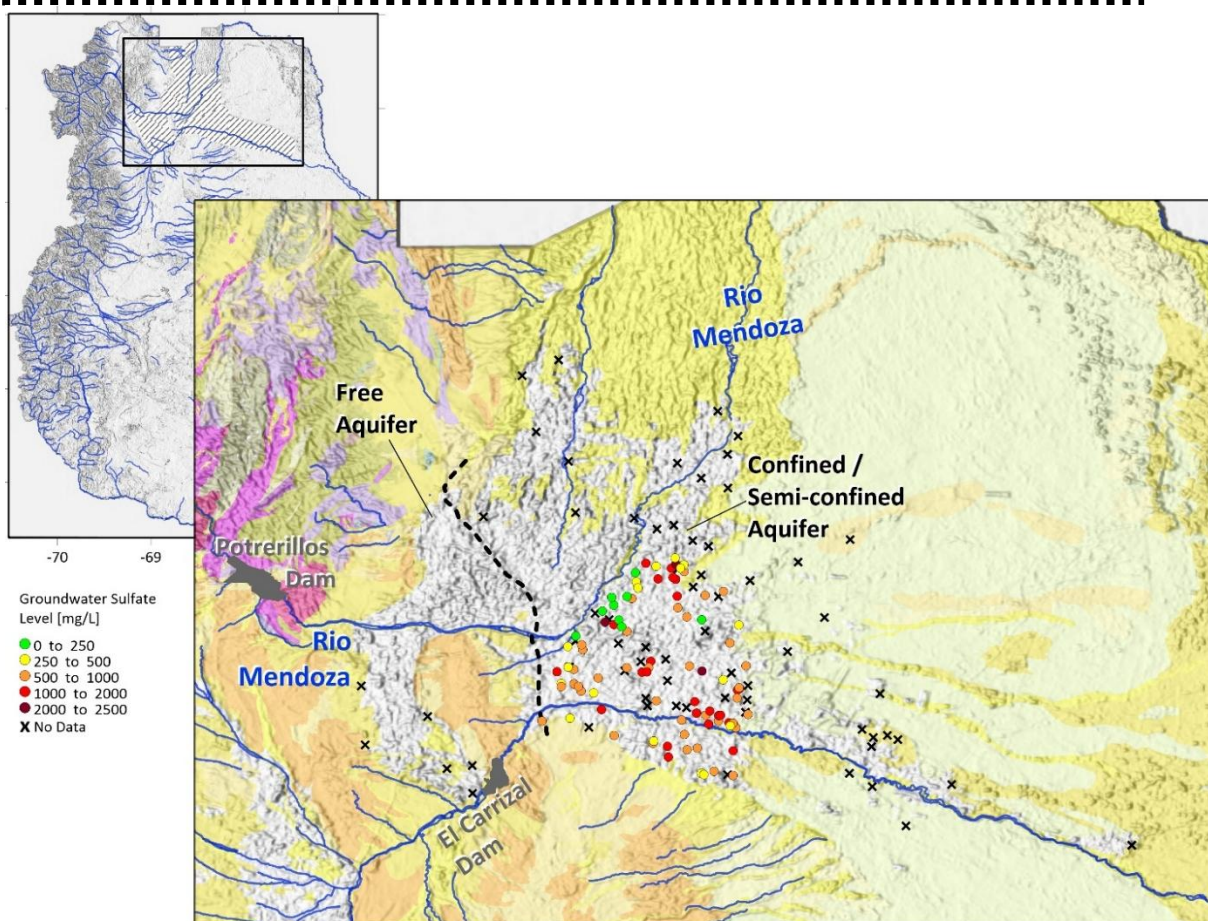 -70
-69
Rio
Mendoza
Free
Aquifer
Confined /
Semi-confined
Aquifer
Potrerillos
Dam
Rio
Mendoza
El Carrizal
Dam
Groundwater Sulfate
Level [mg/L]
0 to 250
250 to 500
500 to 1000
1000 to 2000
2000 to 2500
X No Data